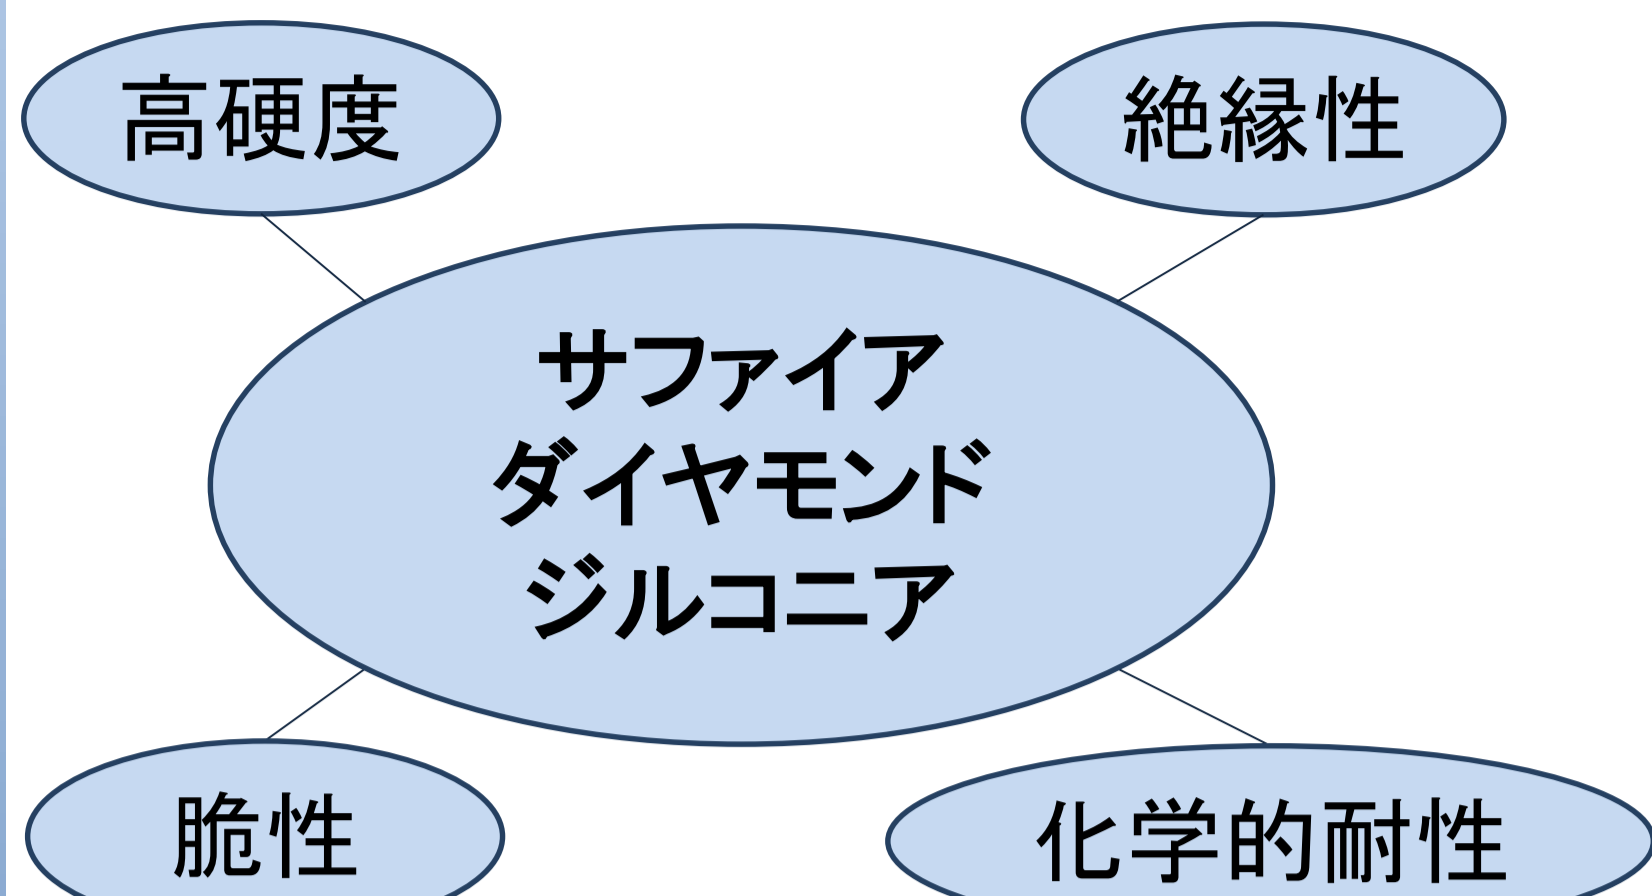 高硬度
絶縁性
サファイア
ダイヤモンド
ジルコニア
脆性
化学的耐性